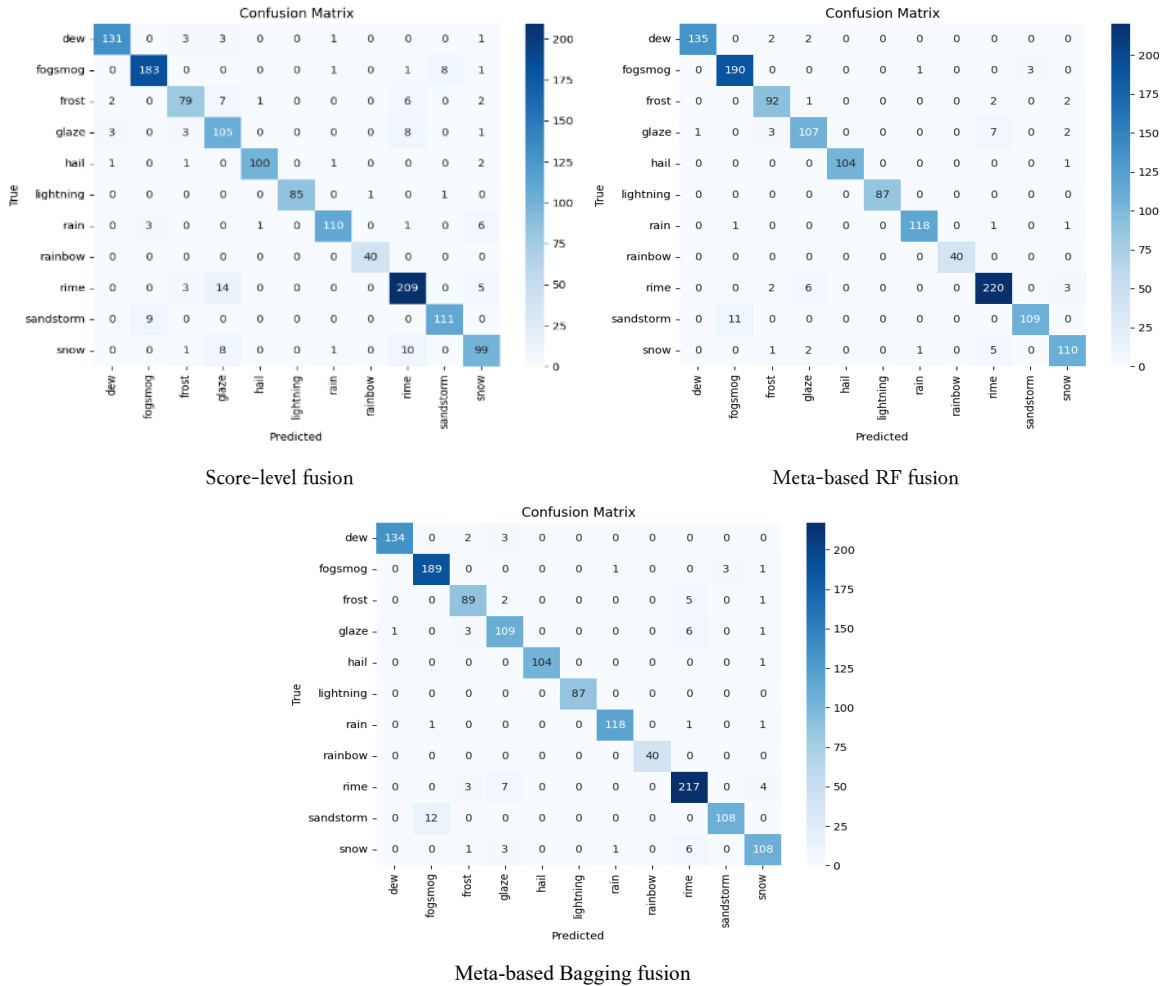 Confusion Matrix
dew 131 0 3 3 0 0 1 0 0 0 1
fogsmog 0 183 0 0 0 0 1 0 1 8 1
frost 2 0 79 7 1 0 0 0 6 0 2
glaze 3 0 3 105 0 0 0 0 8 0 1
hail 1 0 1 0 100 0 1 0 0 0 2
lightning 0 0 0 0 0 85 0 1 0 1 0
rain 0 3 0 0 1 0 110 0 1 0 6
rainbow 0 0 0 0 0 0 0 40 0 0 0
rime 0 0 3 14 0 0 0 0 209 0 5
sandstorm 0 9 0 0 0 0 0 0 0 111 0
snow 0 0 1 8 0 0 1 0 10 0 99
dew fogsmog frost glaze hail lightning rain rainbow rime sandstorm snow
True
Predicted
200
175
150
125
100
75
50
25
0
Score-level fusion
Confusion Matrix
dew 135 0 2 2 0 0 0 0 0 0 0
fogsmog 0 190 0 0 0 0 1 0 0 3 0
frost 0 0 92 1 0 0 0 0 2 0 2
glaze 1 0 3 107 0 0 0 0 7 0 2
hail 0 0 0 0 104 0 0 0 0 0 1
lightning 0 0 0 0 0 87 0 0 0 0 0
rain 0 1 0 0 0 0 118 0 1 0 1
rainbow 0 0 0 0 0 0 0 40 0 0 0
rime 0 0 2 6 0 0 0 0 220 0 3
sandstorm 0 11 0 0 0 0 0 0 0 109 0
snow 0 0 1 2 0 0 1 0 5 0 110
dew fogsmog frost glaze hail lightning rain rainbow rime sandstorm snow
True
Predicted
200
175
150
125
100
75
50
25
0
Meta-based RF fusion
Confusion Matrix
dew 134 0 2 3 0 0 0 0 0 0 0
fogsmog 0 189 0 0 0 0 1 0 0 3 1
frost 0 0 89 2 0 0 0 0 5 0 1
glaze 1 0 3 109 0 0 0 0 6 0 1
hail 0 0 0 0 104 0 0 0 0 0 1
lightning 0 0 0 0 0 87 0 0 0 0 0
rain 0 1 0 0 0 0 118 0 1 0 1
rainbow 0 0 0 0 0 0 0 40 0 0 0
rime 0 0 3 7 0 0 0 0 217 0 4
sandstorm 0 12 0 0 0 0 0 0 0 108 0
snow 0 0 1 3 0 0 1 0 6 0 108
dew fogsmog frost glaze hail lightning rain rainbow rime sandstorm snow
True
Predicted
200
175
150
125
100
75
50
25
0
Meta-based Bagging fusion